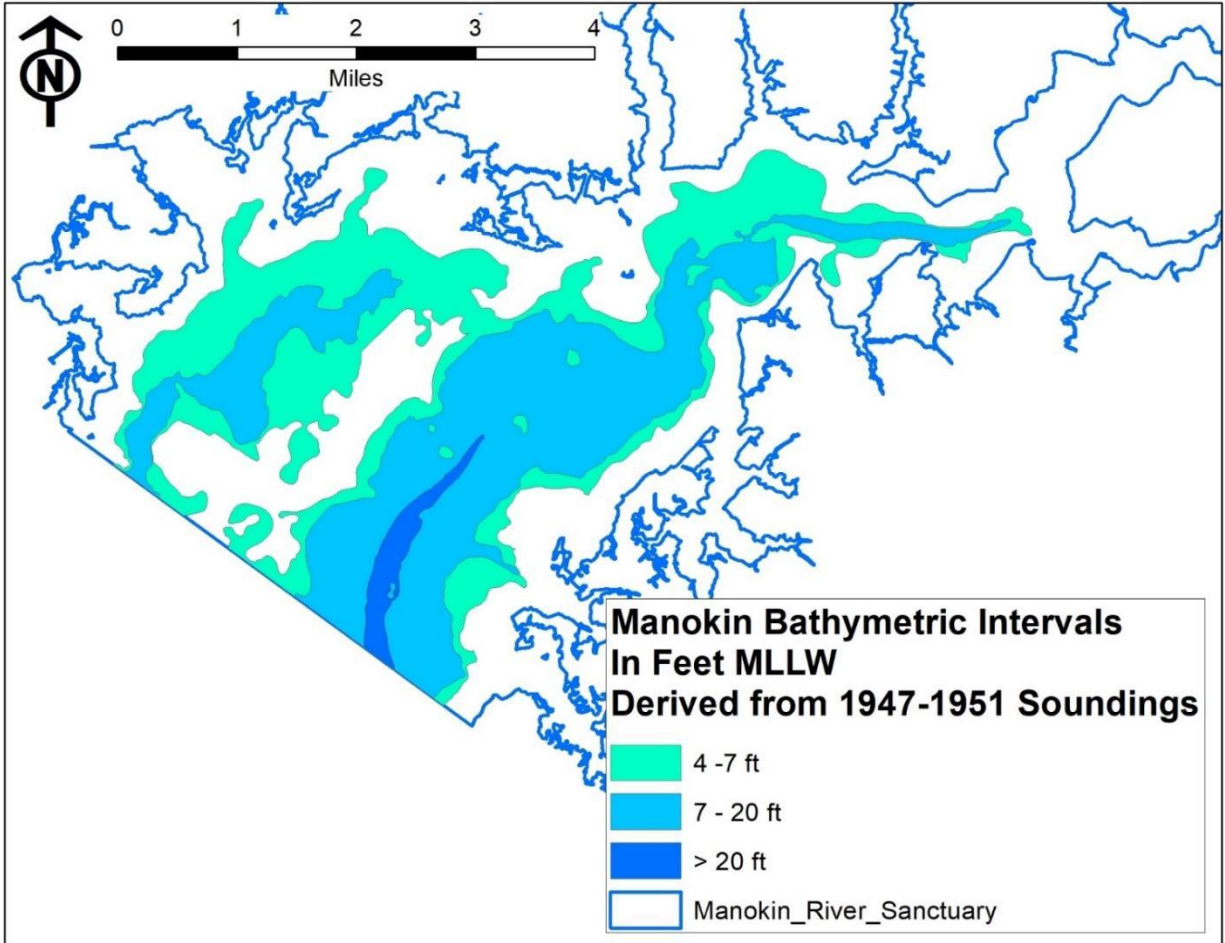 N
0 1 2 3 4
Miles
Manokin Bathymetric Intervals
In Feet MLLW
Derived from 1947-1951 Soundings
4 -7 ft
7 - 20 ft
> 20 ft
Manokin_River_Sanctuary